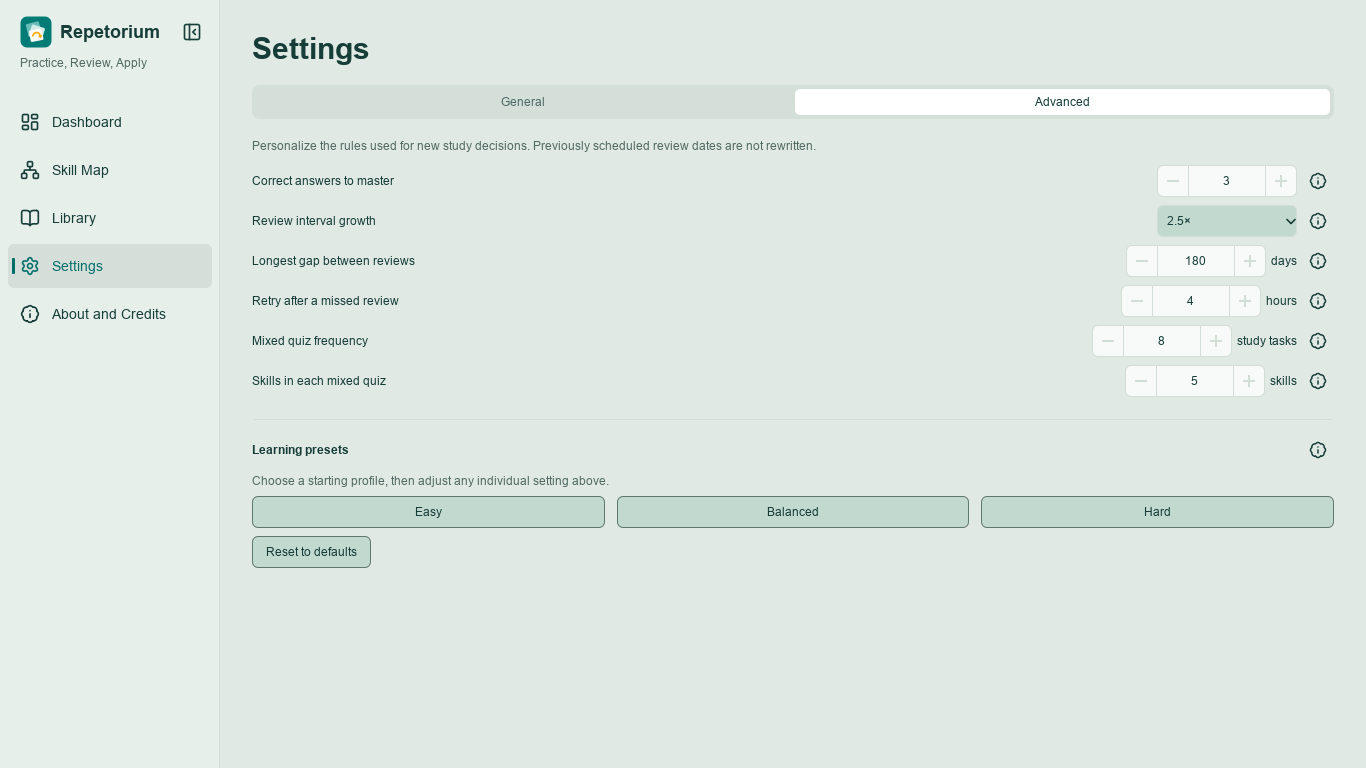 Repetorium
Practice, Review, Apply
Dashboard
Skill Map
Library
Settings
About and Credits
Settings
General
Advanced
Personalize the rules used for new study decisions. Previously scheduled review dates are not rewritten.
Correct answers to master
3
Review interval growth
2.5×
Longest gap between reviews
180
days
Retry after a missed review
4
hours
Mixed quiz frequency
8
study tasks
Skills in each mixed quiz
5
skills
Learning presets
Choose a starting profile, then adjust any individual setting above.
Easy
Balanced
Hard
Reset to defaults